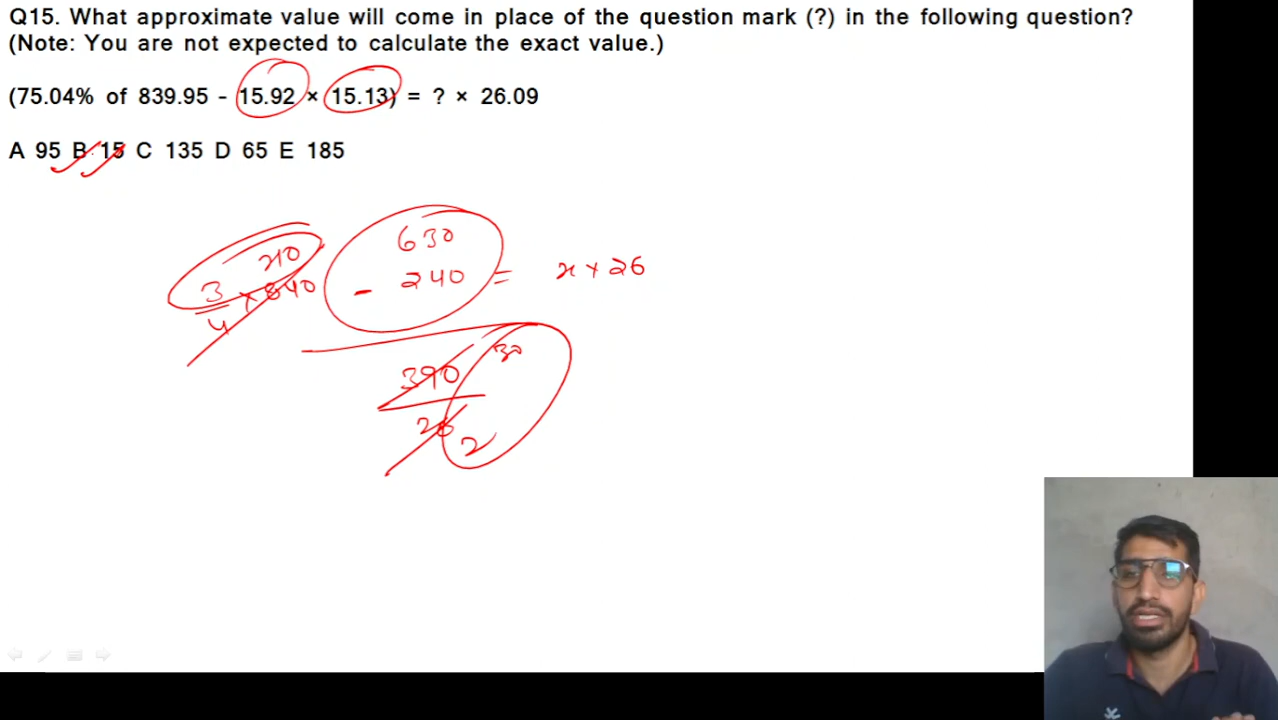 Q15. What approximate value will come in place of the question mark (?) in the following question?
(Note: You are not expected to calculate the exact value.)
(75.04% of 839.95 - 15.92 × 15.13) = ? × 26.09
A 95 B 15 C 135 D 65 E 185
210
3/4 × 840
630
- 240 = x × 26
390 30
26 2